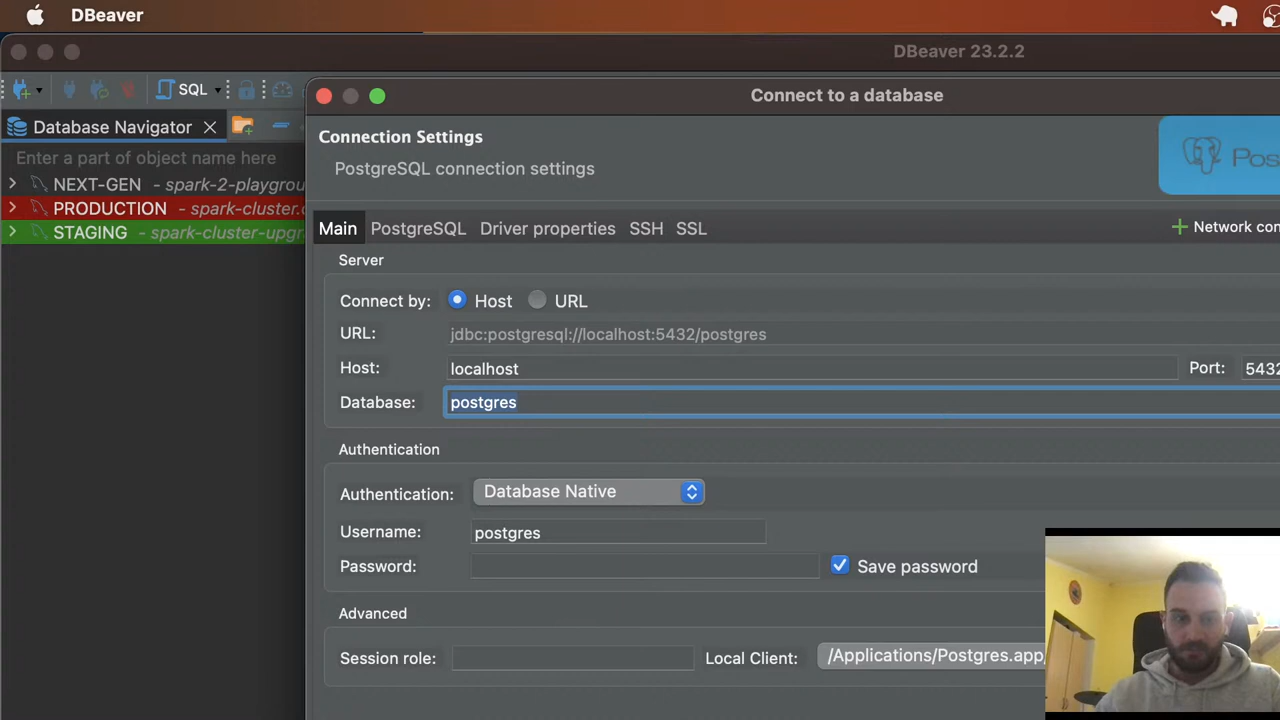 DBeaver
DBeaver 23.2.2
SQL
Connect to a database
Database Navigator
Connection Settings
Enter a part of object name here
PostgreSQL connection settings
NEXT-GEN - spark-2-playgrou
PRODUCTION - spark-cluster.
STAGING - spark-cluster-upgr
Main PostgreSQL Driver properties SSH SSL
Network con
Server
Connect by: Host URL
URL: jdbc:postgresql://localhost:5432/postgres
Host: localhost Port: 5432
Database: postgres
Authentication
Authentication: Database Native
Username: postgres
Password: Save password
Advanced
Session role: Local Client: /Applications/Postgres.app